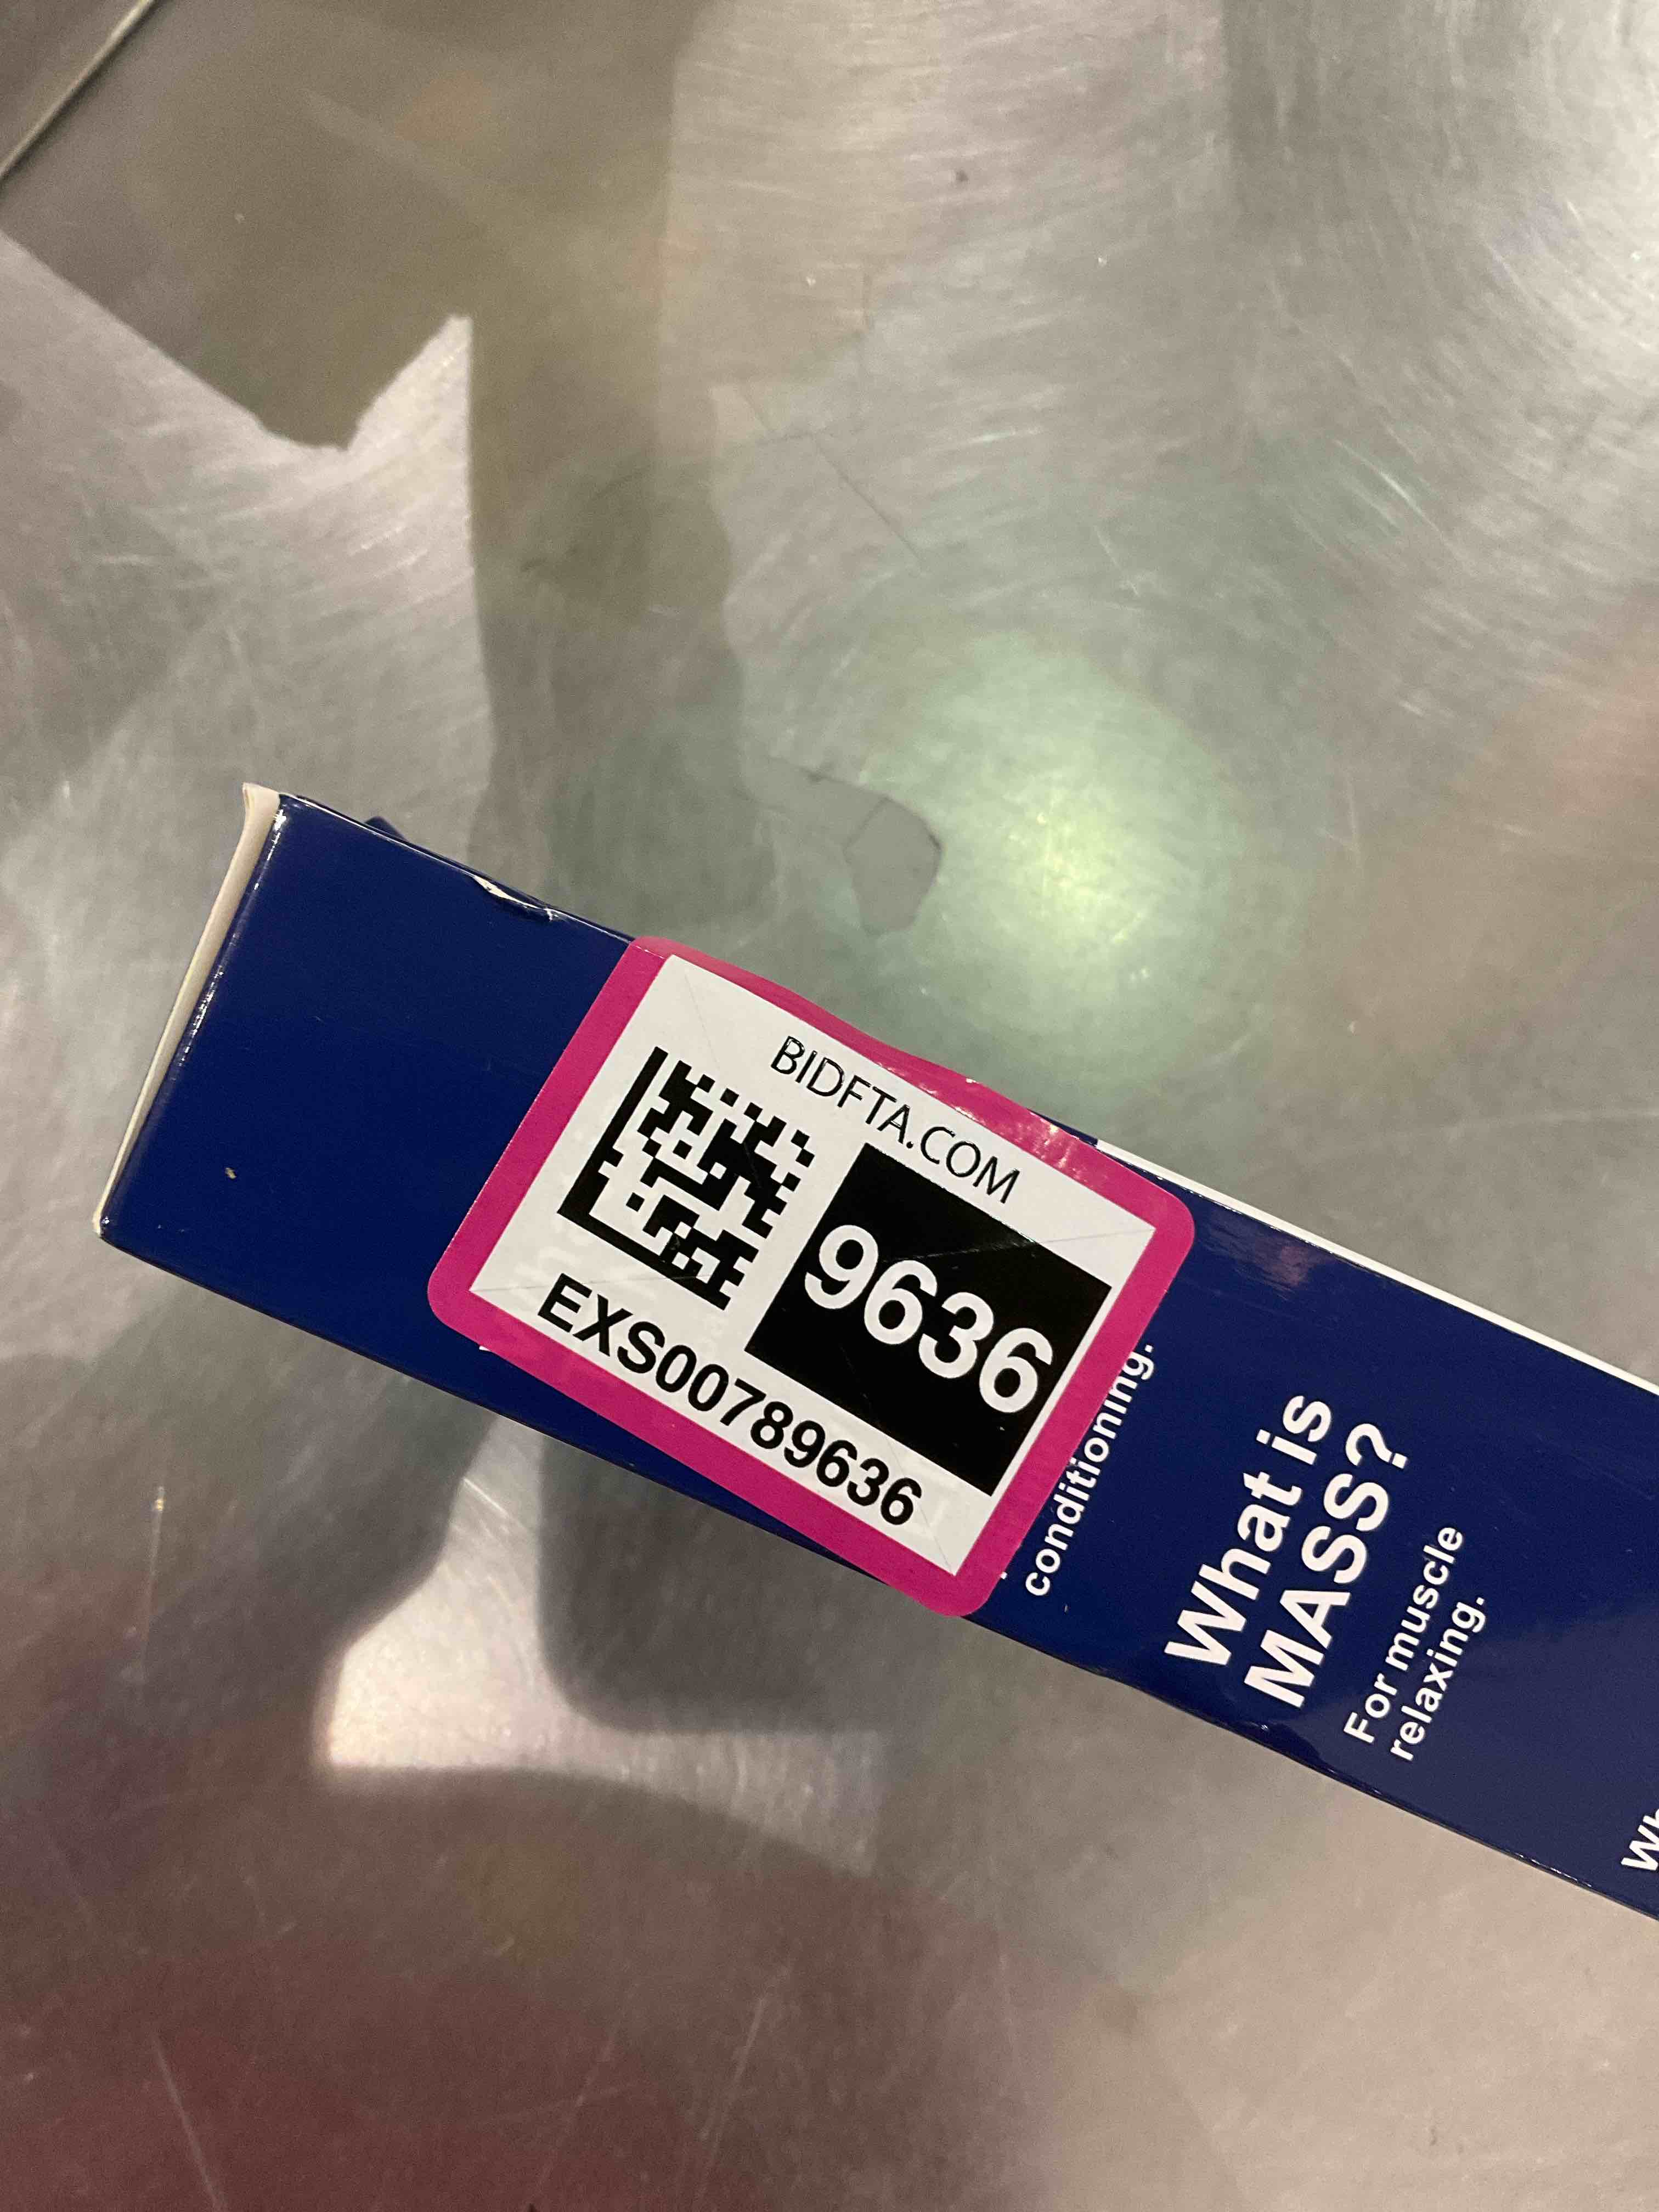 BIDFTA.COM
9636
EXS00789636
conditioning.
What is
MASS?
For muscle
relaxing.